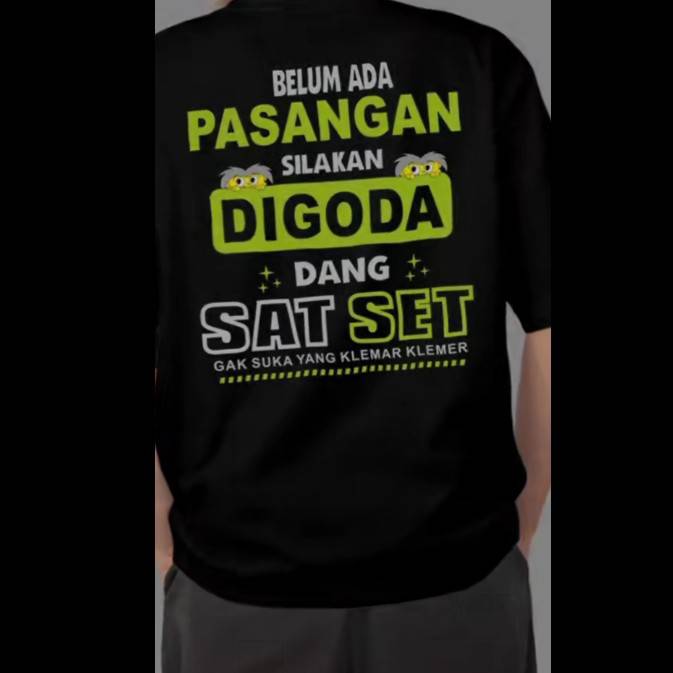 BELUM ADA
PASANGAN
SILAKAN
DIGODA
DANG
SAT SET
GAK SUKA YANG KLEMAR KLEMER